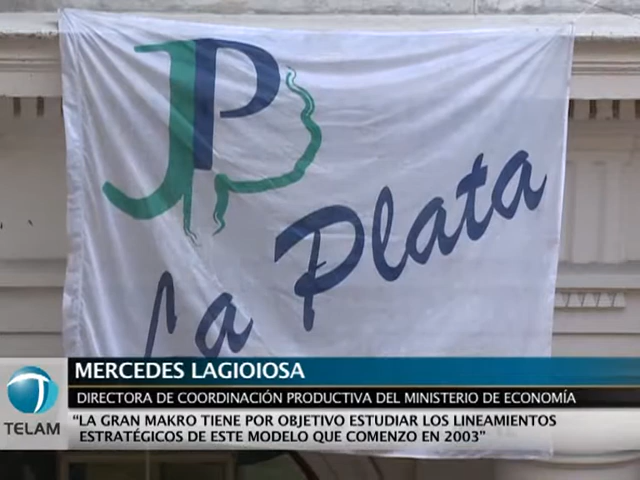 JP
La Plata
MERCEDES LAGIOIOSA
DIRECTORA DE COORDINACIÓN PRODUCTIVA DEL MINISTERIO DE ECONOMÍA
"LA GRAN MAKRO TIENE POR OBJETIVO ESTUDIAR LOS LINEAMIENTOS
ESTRATÉGICOS DE ESTE MODELO QUE COMENZO EN 2003"
TELAM